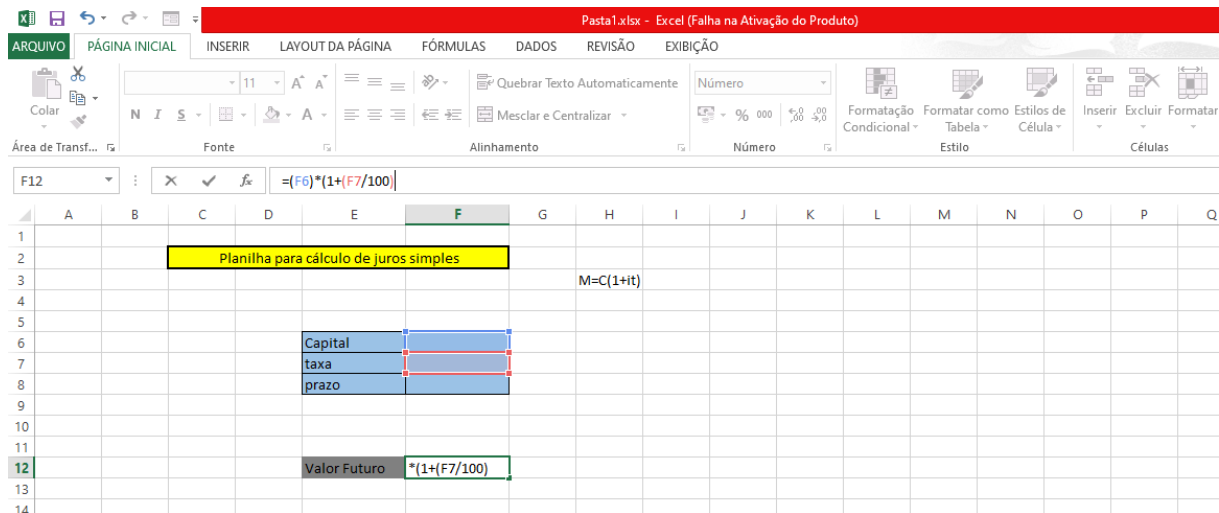 Pasta1.xlsx - Excel (Falha na Ativação do Produto)
ARQUIVO PÁGINA INICIAL INSERIR LAYOUT DA PÁGINA FÓRMULAS DADOS REVISÃO EXIBIÇÃO
11 A A Quebrar Texto Automaticamente Número
Colar N I S A Mesclar e Centralizar % 000 Formatação Condicional Formatar como Tabela Estilos de Célula Inserir Excluir Formatar
Área de Transf... Fonte Alinhamento Número Estilo Células
F12 fx =(F6)*(1+(F7/100)
A B C D E F G H I J K L M N O P Q
1
2 Planilha para cálculo de juros simples
3 M=C(1+it)
4
5
6 Capital
7 taxa
8 prazo
9
10
11
12 Valor Futuro *(1+(F7/100)
13
14